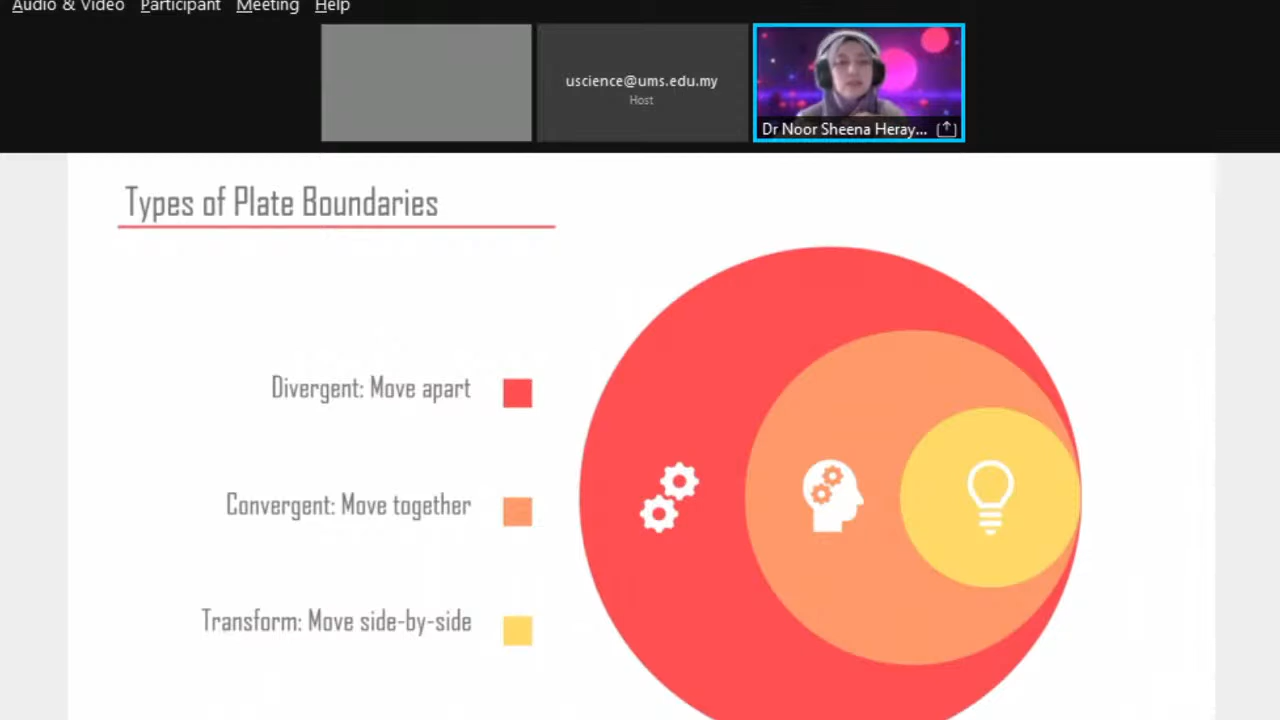 Audio & Video Participant Meeting Help
uscience@ums.edu.my
Host
Dr Noor Sheena Heray...
Types of Plate Boundaries
Divergent: Move apart
Convergent: Move together
Transform: Move side-by-side